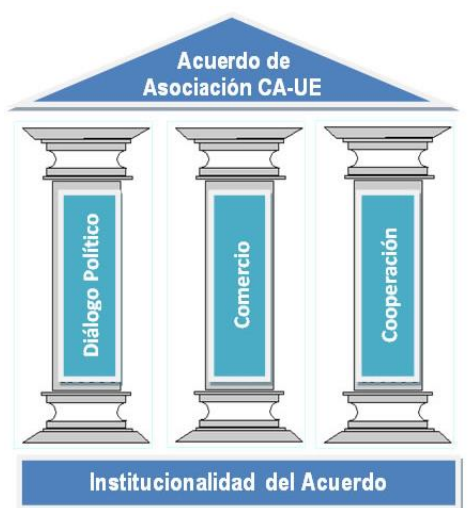 Acuerdo de
Asociación CA-UE
Diálogo Político
Comercio
Cooperación
Institucionalidad del Acuerdo